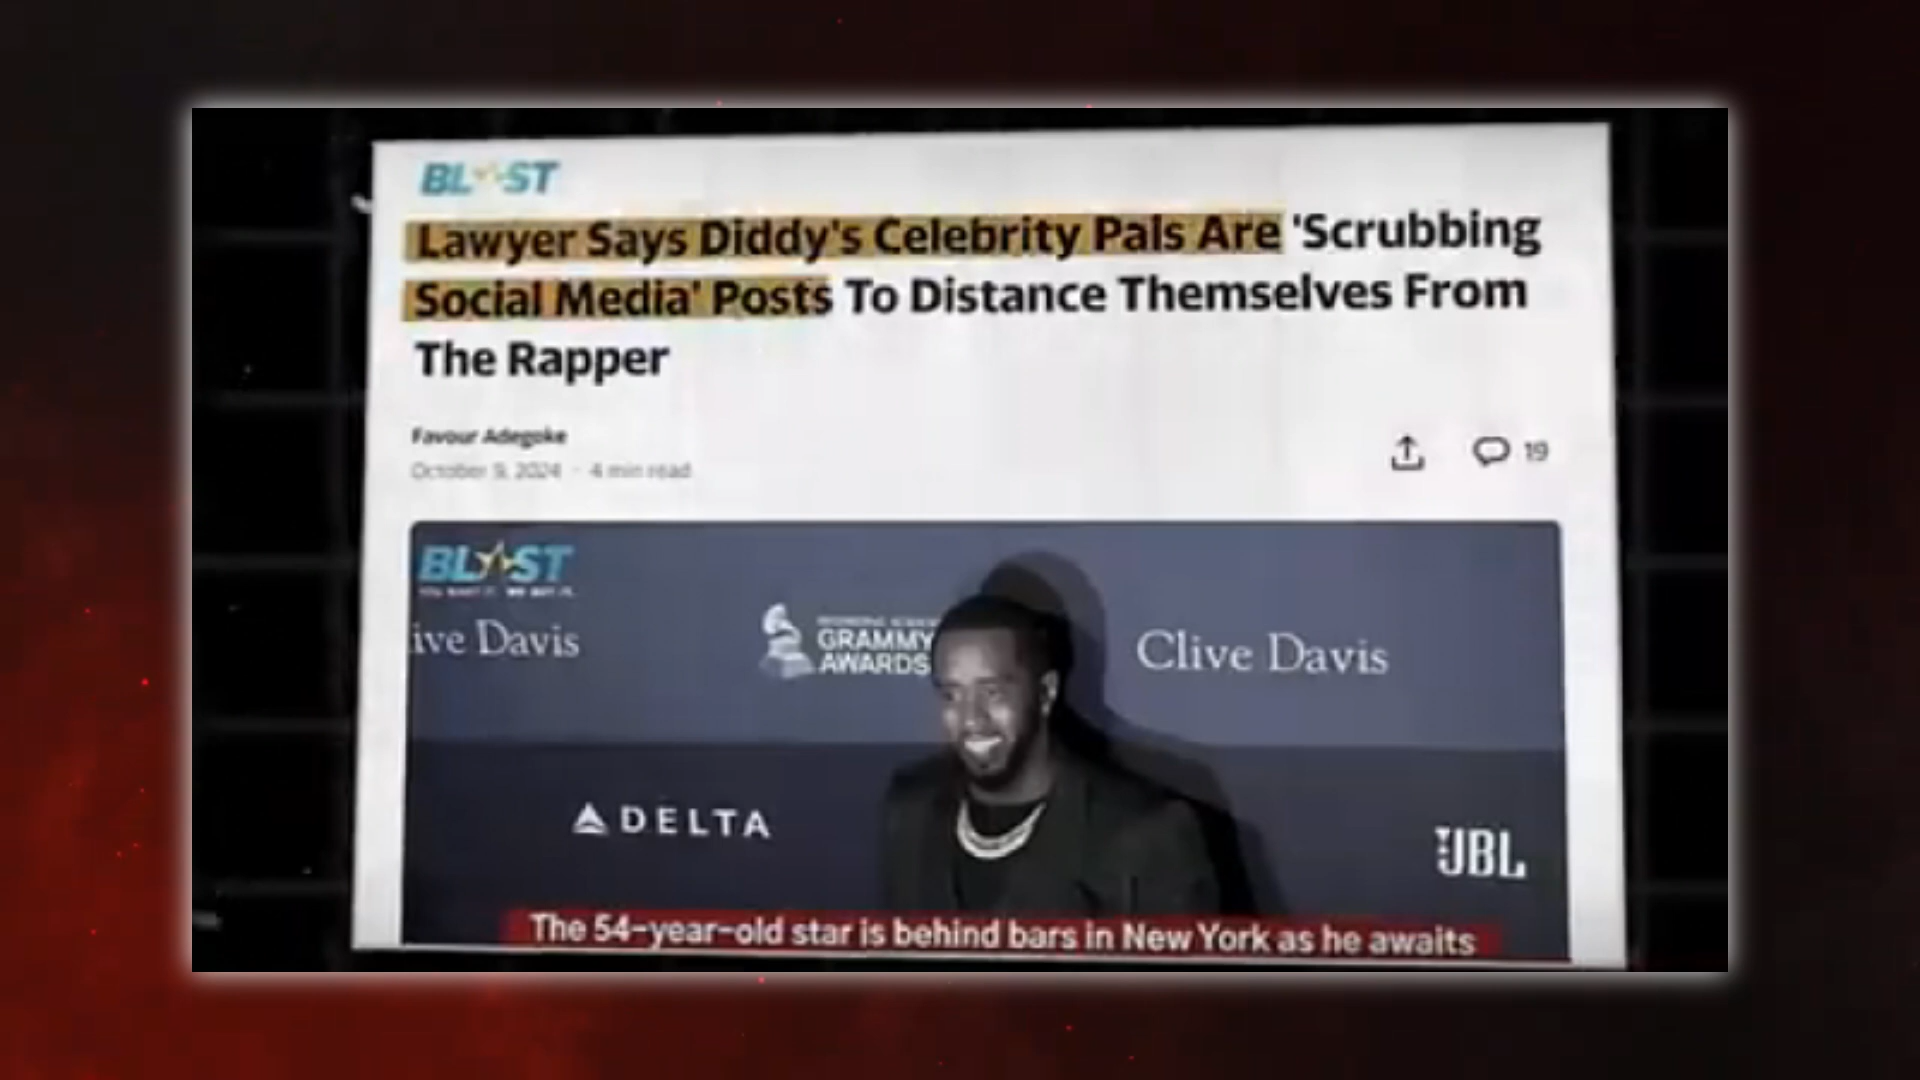 BLAST
Lawyer Says Diddy's Celebrity Pals Are 'Scrubbing
Social Media' Posts To Distance Themselves From
The Rapper
Favour Adegoke
October 9, 2024 · 4 min read
19
BLAST
ive Davis
GRAMMY
AWARDS
Clive Davis
DELTA
JBL
The 54-year-old star is behind bars in New York as he awaits